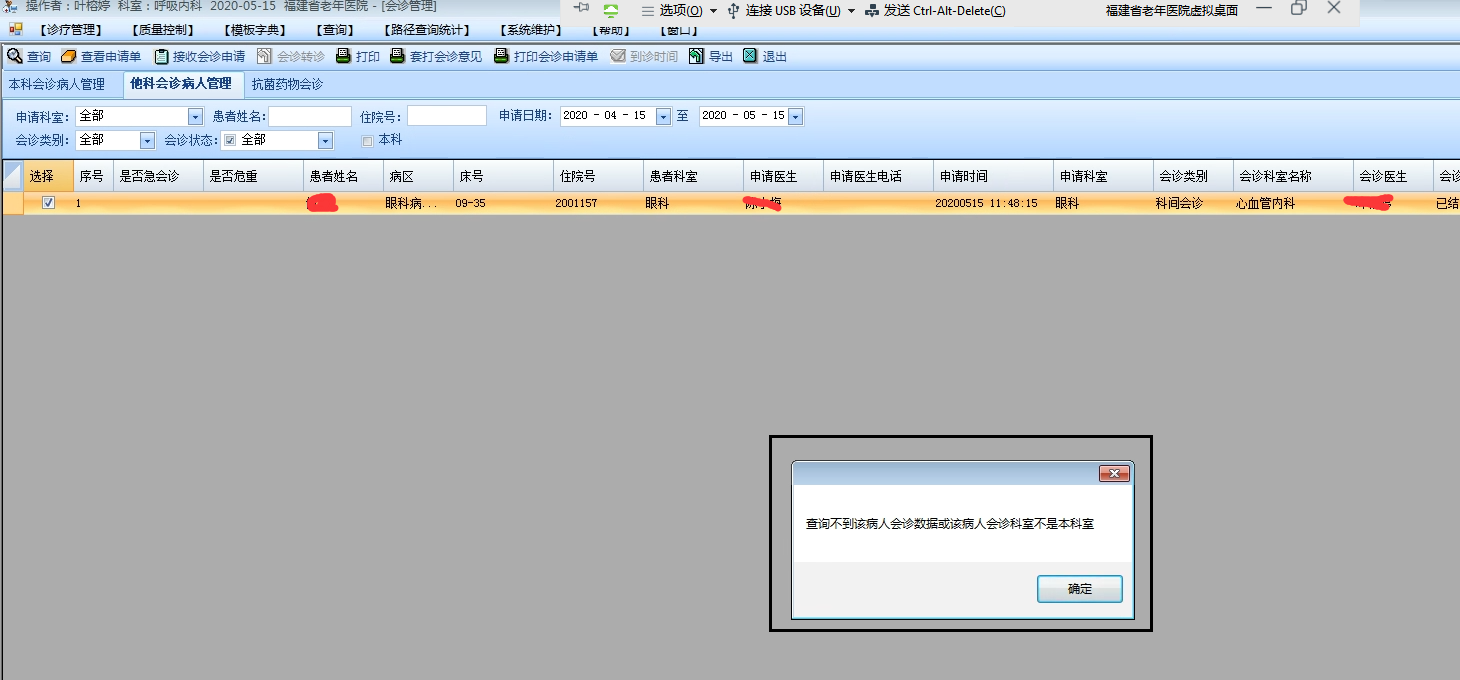 操作者：叶榕婷 科室：呼吸内科 2020-05-15 福建省老年医院 - [会诊管理]
选项(O) 连接 USB 设备(U) 发送 Ctrl-Alt-Delete(C) 福建省老年医院虚拟桌面
【诊疗管理】 【质量控制】 【模板字典】 【查询】 【路径查询统计】 【系统维护】 【帮助】 【窗口】
查询 查看申请单 接收会诊申请 会诊转诊 打印 套打会诊意见 打印会诊申请单 到诊时间 导出 退出
本科会诊病人管理 他科会诊病人管理 抗菌药物会诊
申请科室: 全部 患者姓名: 住院号: 申请日期: 2020 - 04 - 15 至 2020 - 05 - 15
会诊类别: 全部 会诊状态: 全部 本科
选择 序号 是否急会诊 是否危重 患者姓名 病区 床号 住院号 患者科室 申请医生 申请医生电话 申请时间 申请科室 会诊类别 会诊科室名称 会诊医生 会诊
1 眼科病... 09-35 2001157 眼科 20200515 11:48:15 眼科 科间会诊 心血管内科 已结
查询不到该病人会诊数据或该病人会诊科室不是本科室
确定